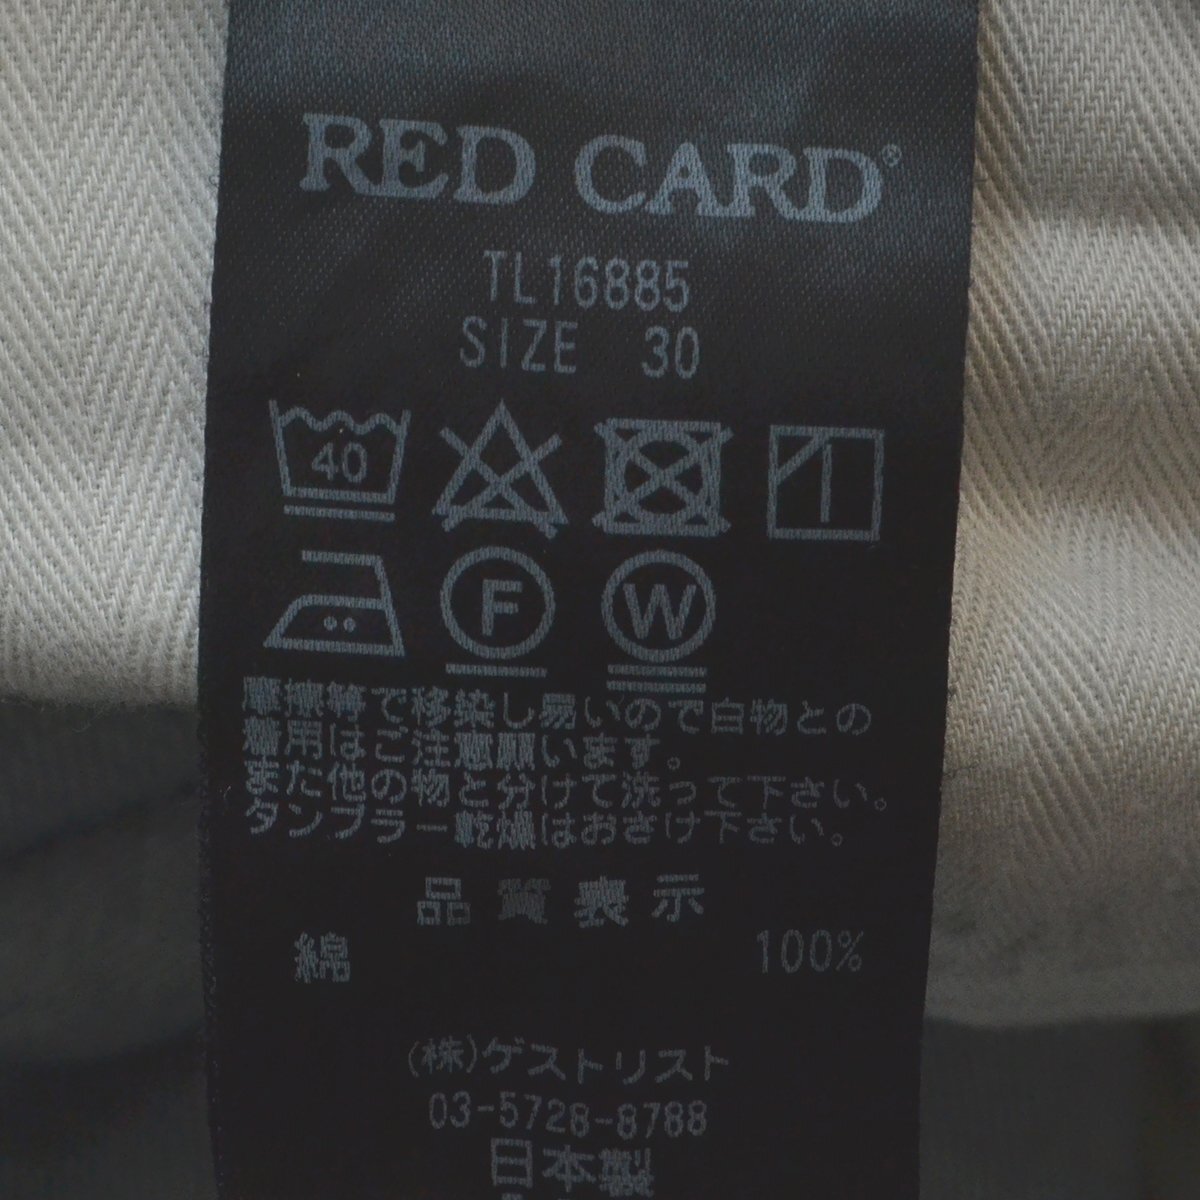 RED CARD®
TL16885
SIZE 30
40
F W
摩擦等で移染し易いので白物との
着用はご注意願います。
また他の物と分けて洗って下さい。
タンブラー乾燥はおさけ下さい。
品質表示
綿 100%
(株)ゲストリスト
03-5728-8788
日本製